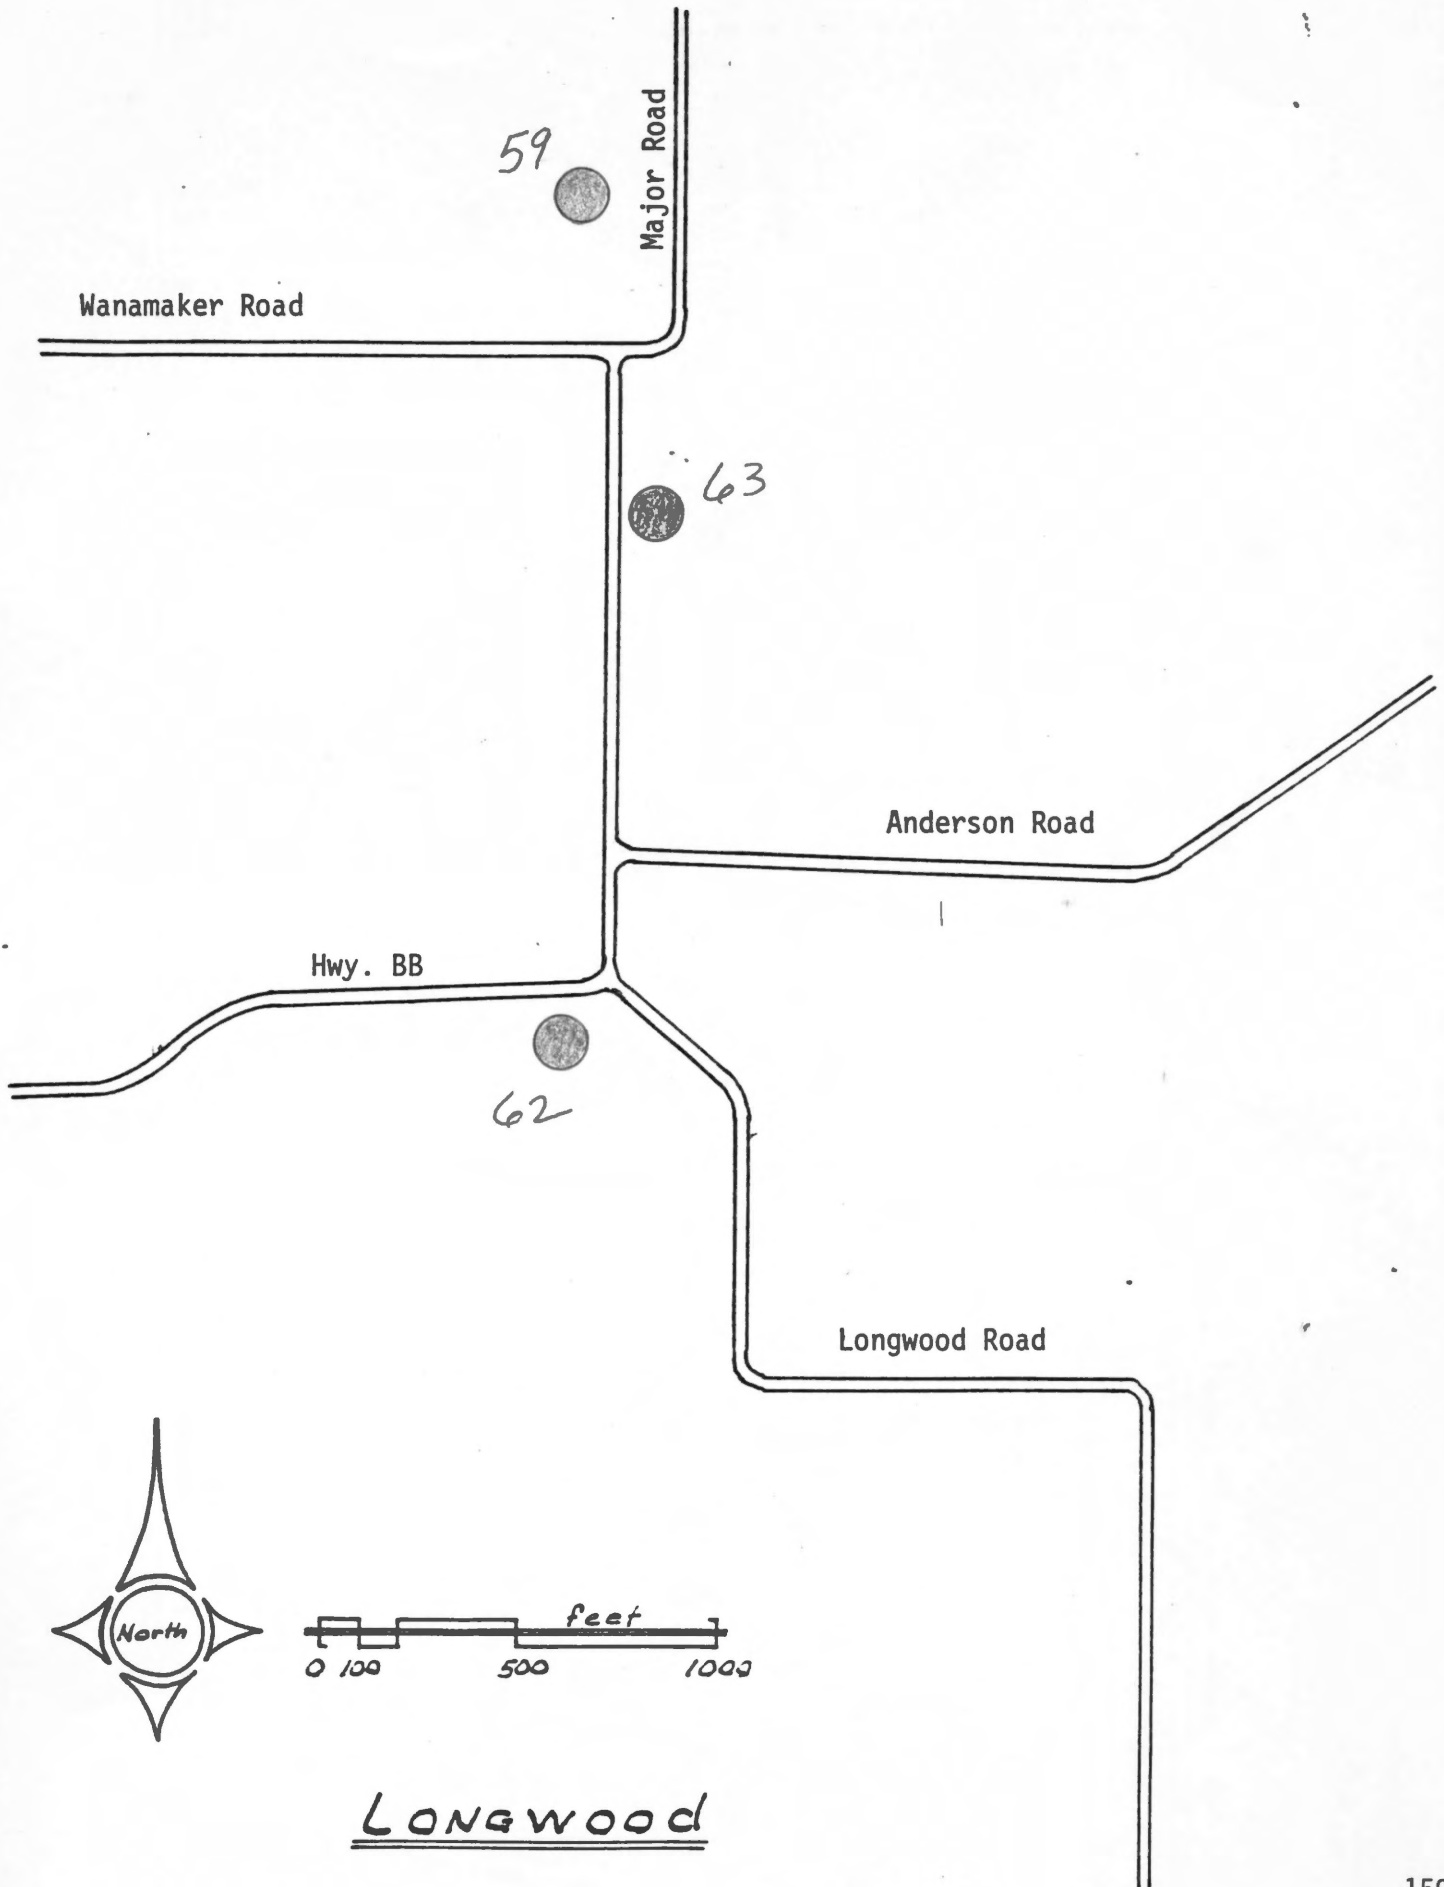 59
Major Road
Wanamaker Road
63
Anderson Road
Hwy. BB
62
Longwood Road
North
feet
0 100 500 1000
LONGWOOD